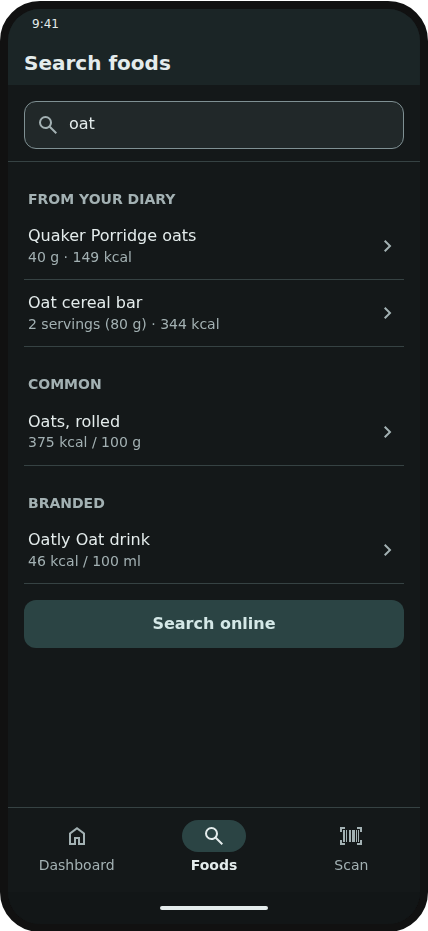 9:41
Search foods
oat
FROM YOUR DIARY
Quaker Porridge oats
40 g · 149 kcal
Oat cereal bar
2 servings (80 g) · 344 kcal
COMMON
Oats, rolled
375 kcal / 100 g
BRANDED
Oatly Oat drink
46 kcal / 100 ml
Search online
Dashboard
Foods
Scan